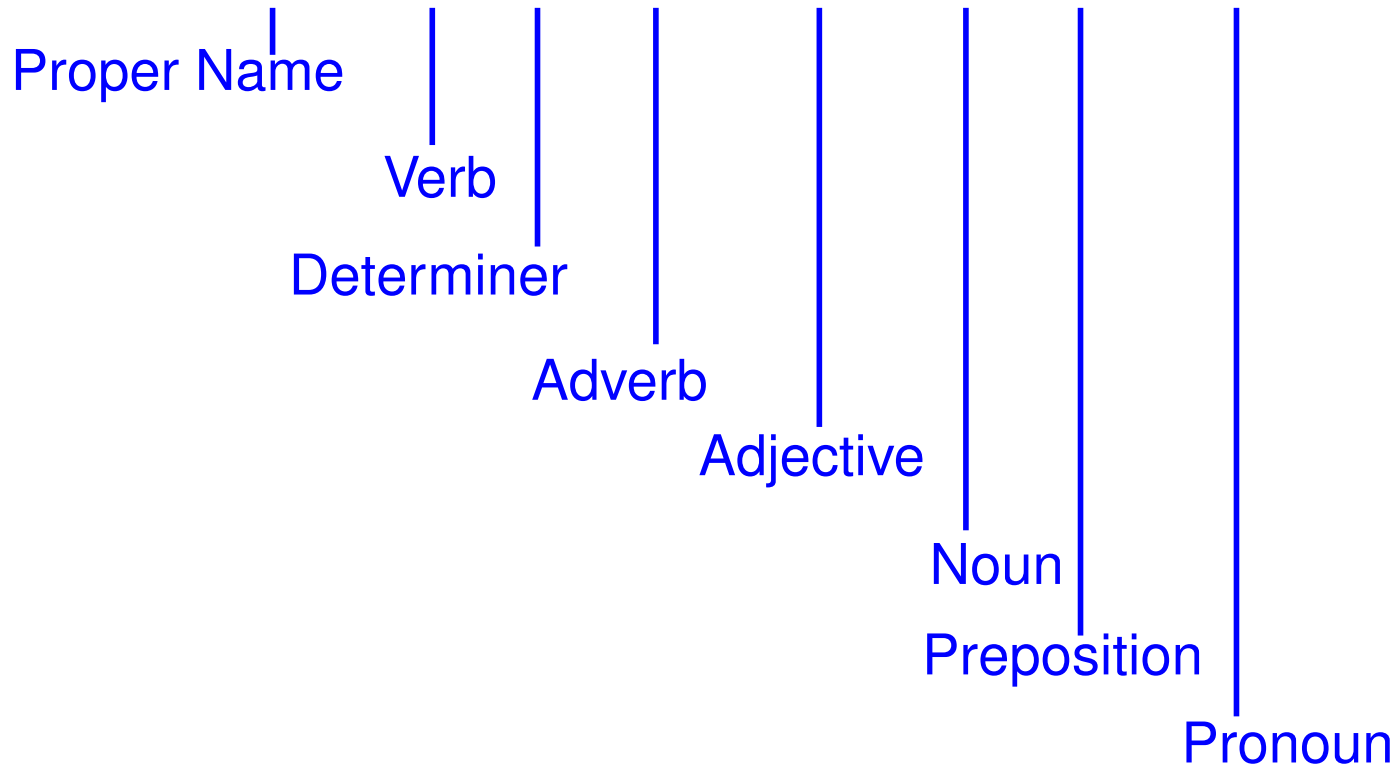 Proper Name
Verb
Determiner
Adverb
Adjective
Noun
Preposition
Pronoun